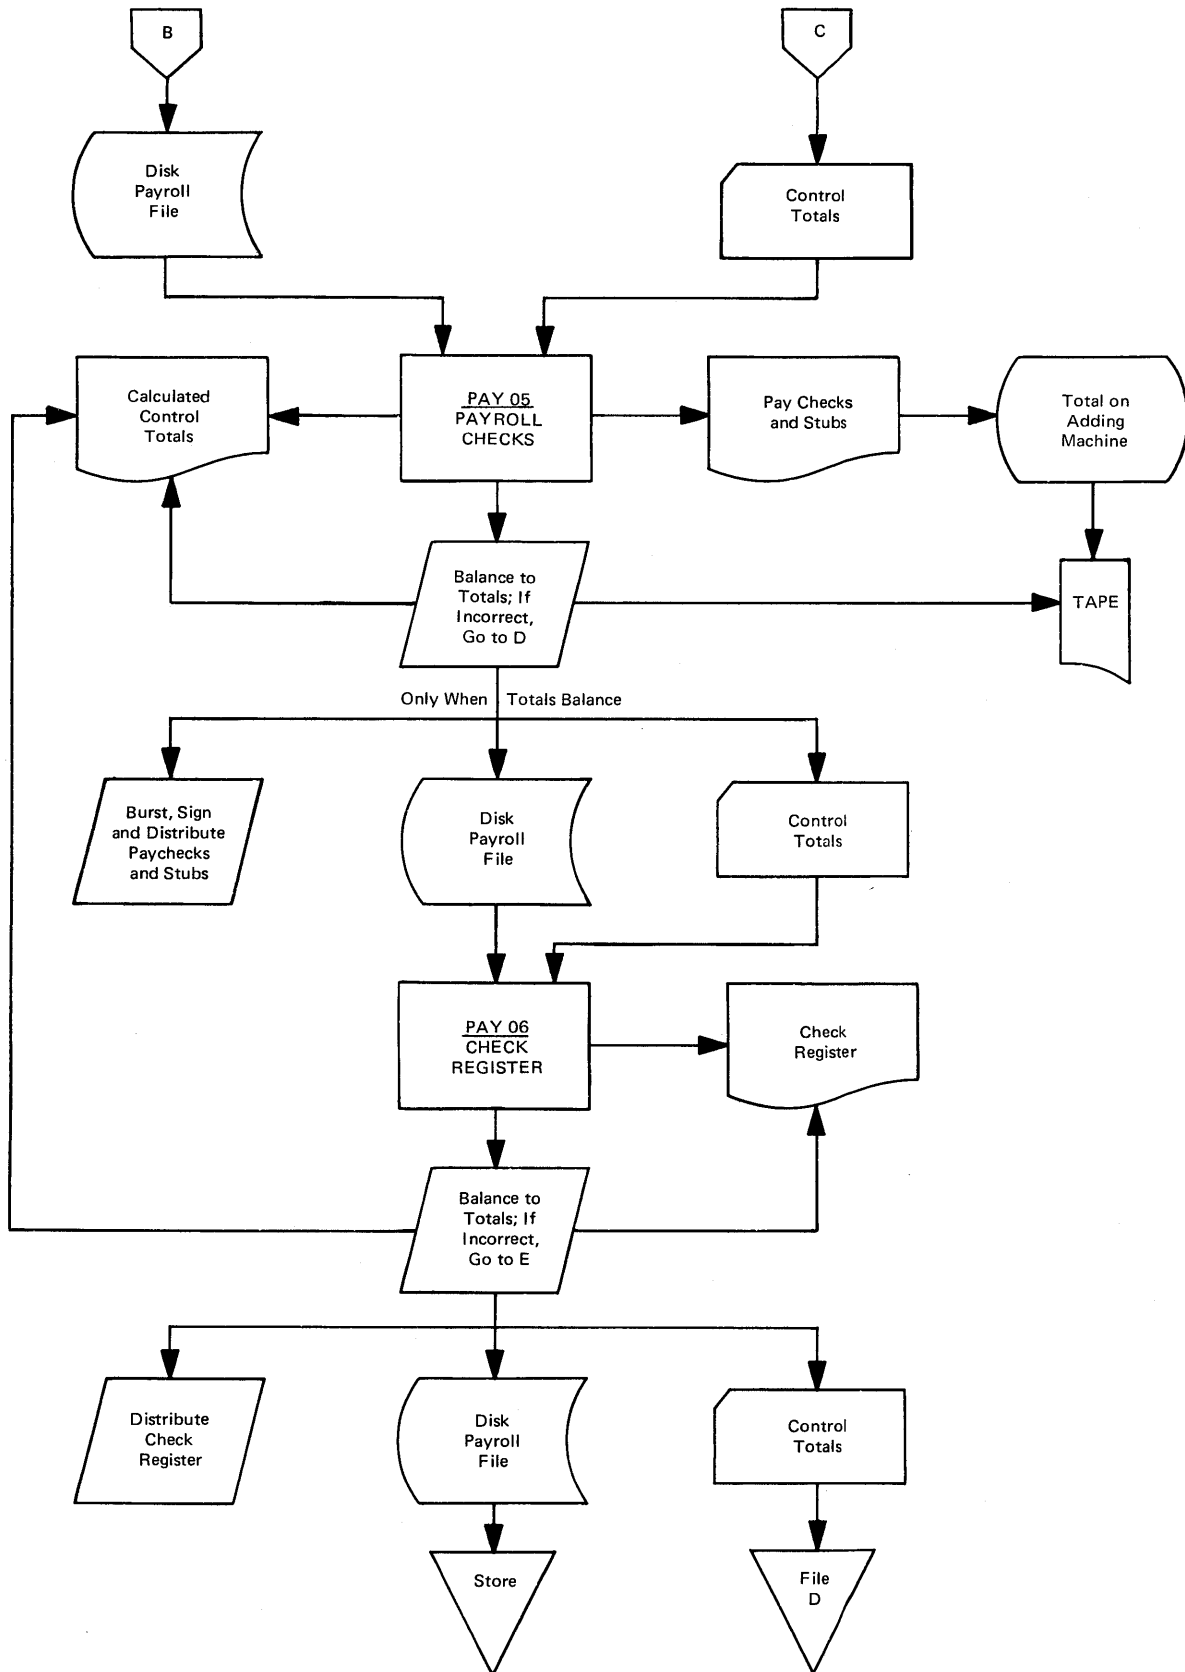 B
C
Disk
Payroll
File
Control
Totals
Calculated
Control
Totals
PAY 05
PAYROLL
CHECKS
Pay Checks
and Stubs
Total on
Adding
Machine
Balance to
Totals; If
Incorrect,
Go to D
TAPE
Only When Totals Balance
Burst, Sign
and Distribute
Paychecks
and Stubs
Disk
Payroll
File
Control
Totals
PAY 06
CHECK
REGISTER
Check
Register
Balance to
Totals; If
Incorrect,
Go to E
Distribute
Check
Register
Disk
Payroll
File
Control
Totals
Store
File
D